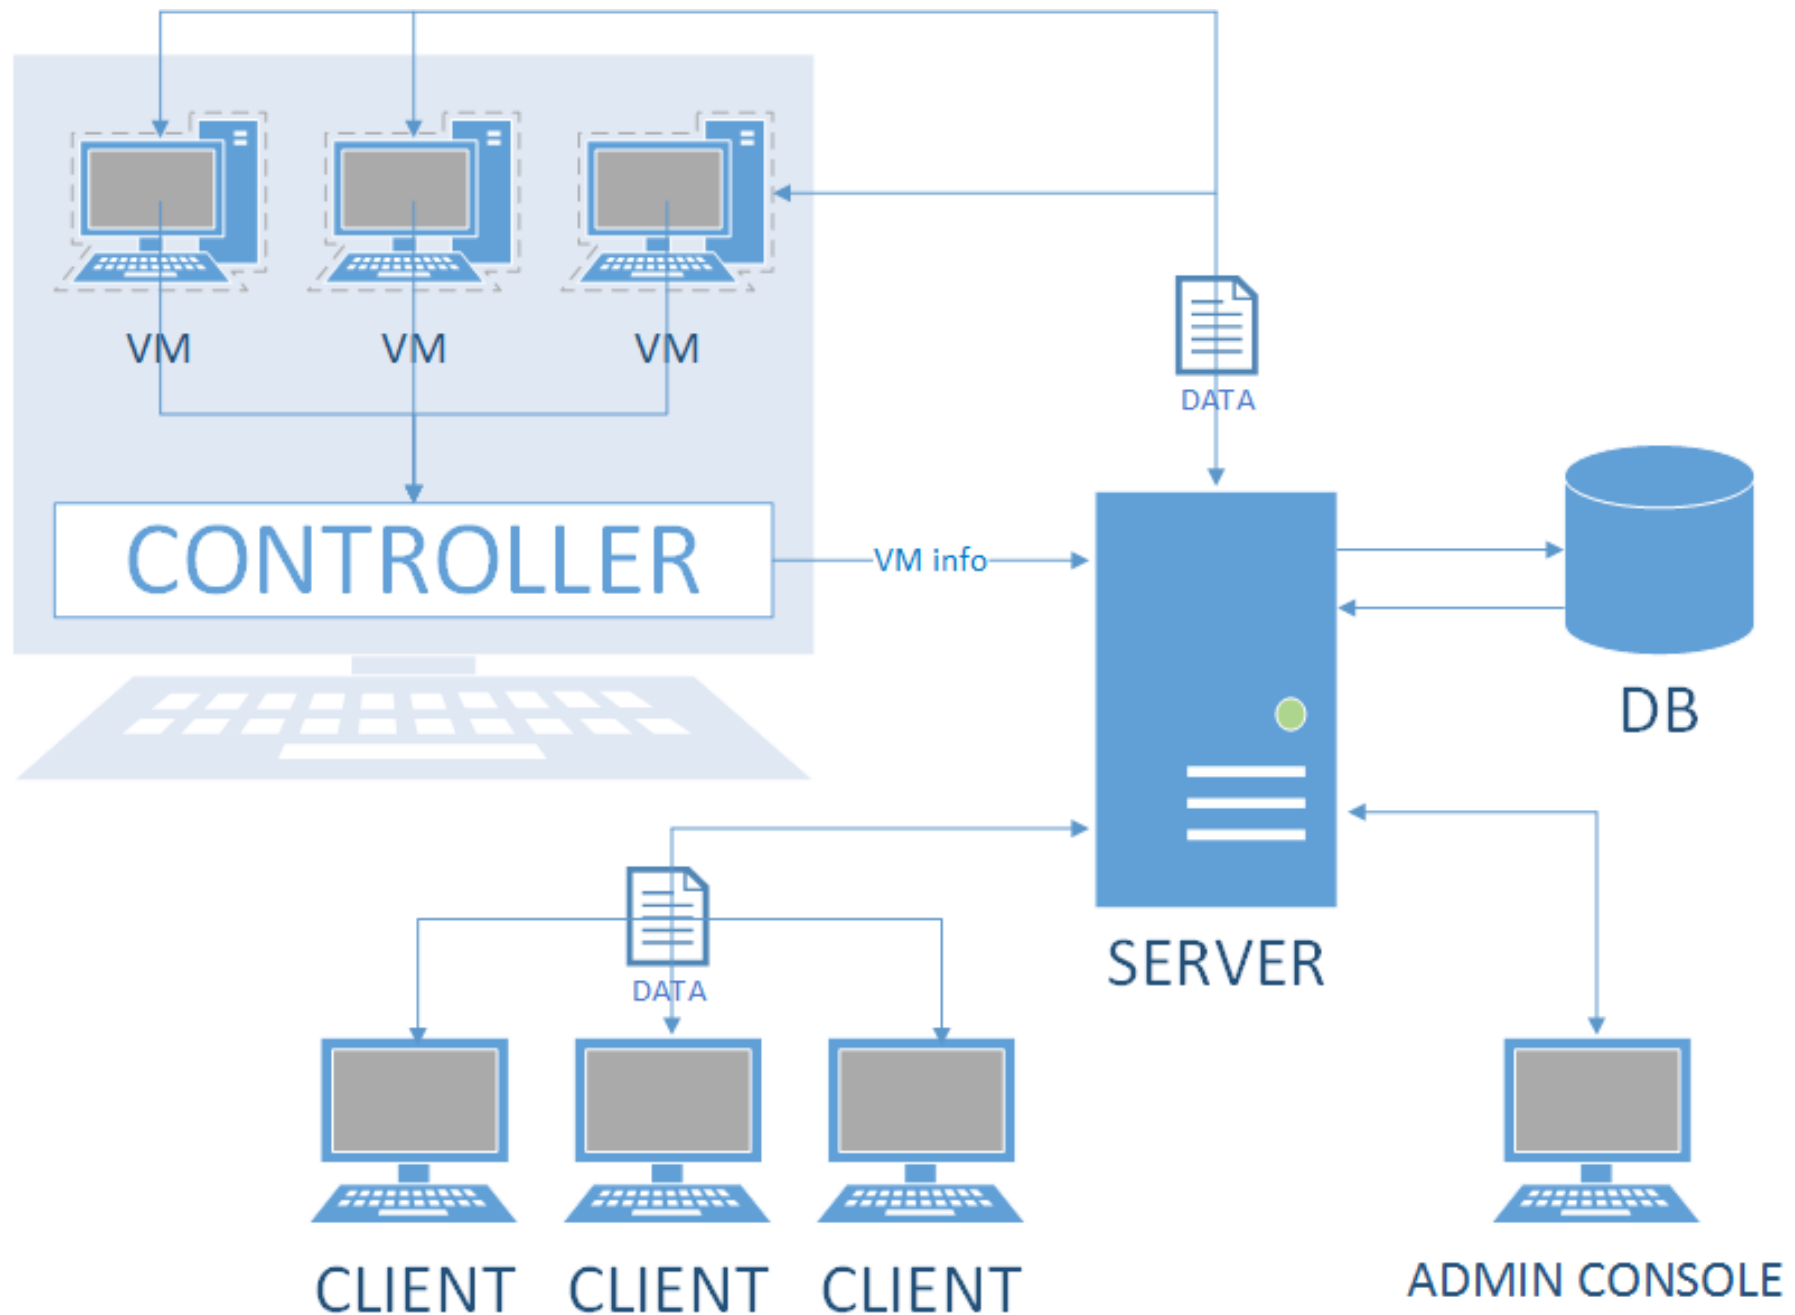 VM
VM
VM
DATA
CONTROLLER
VM info
DB
SERVER
DATA
CLIENT
CLIENT
CLIENT
ADMIN CONSOLE